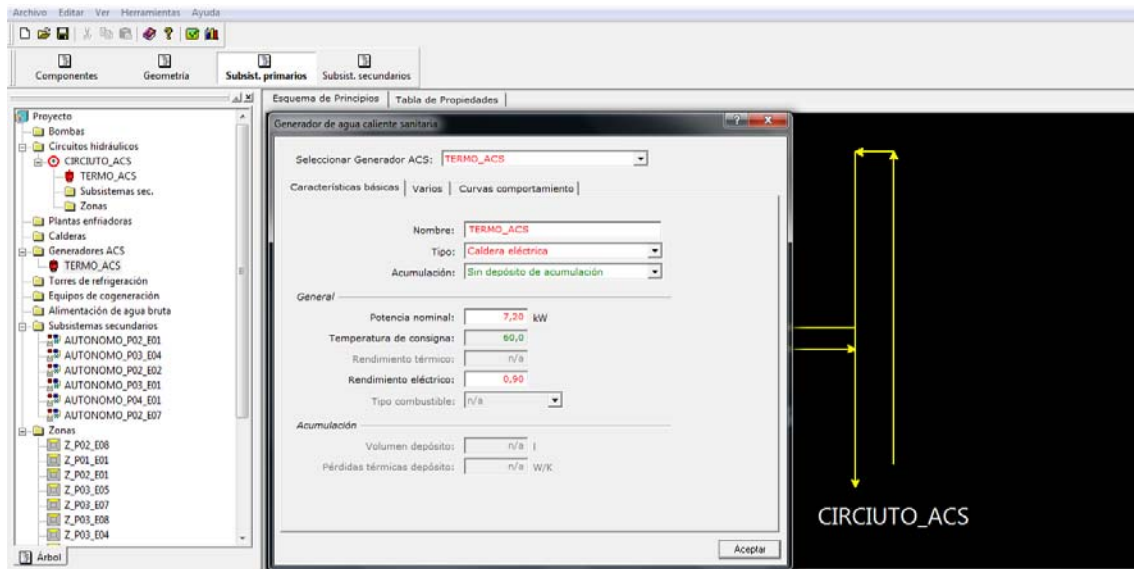 Archivo Editar Ver Herramientas Ayuda
Componentes Geometría Subsist. primarios Subsist. secundarios
Esquema de Principios Tabla de Propiedades
Proyecto
Bombas
Circuitos hidráulicos
CIRCIUTO_ACS
TERMO_ACS
Subsistemas sec.
Zonas
Plantas enfriadoras
Calderas
Generadores ACS
TERMO_ACS
Torres de refrigeración
Equipos de cogeneración
Alimentación de agua bruta
Subsistemas secundarios
AUTONOMO_P02_E01
AUTONOMO_P03_E04
AUTONOMO_P02_E02
AUTONOMO_P03_E01
AUTONOMO_P04_E01
AUTONOMO_P02_E07
Zonas
Z_P02_E08
Z_P01_E01
Z_P02_E01
Z_P03_E05
Z_P03_E07
Z_P03_E08
Z_P03_E04
Árbol
Generador de agua caliente sanitaria
Seleccionar Generador ACS: TERMO_ACS
Características básicas Varios Curvas comportamiento
Nombre: TERMO_ACS
Tipo: Caldera eléctrica
Acumulación: Sin depósito de acumulación
General
Potencia nominal: 7,20 kW
Temperatura de consigna: 60,0
Rendimiento térmico: n/a
Rendimiento eléctrico: 0,90
Tipo combustible: n/a
Acumulación
Volumen depósito: n/a l
Pérdidas térmicas depósito: n/a W/K
Aceptar
CIRCIUTO_ACS